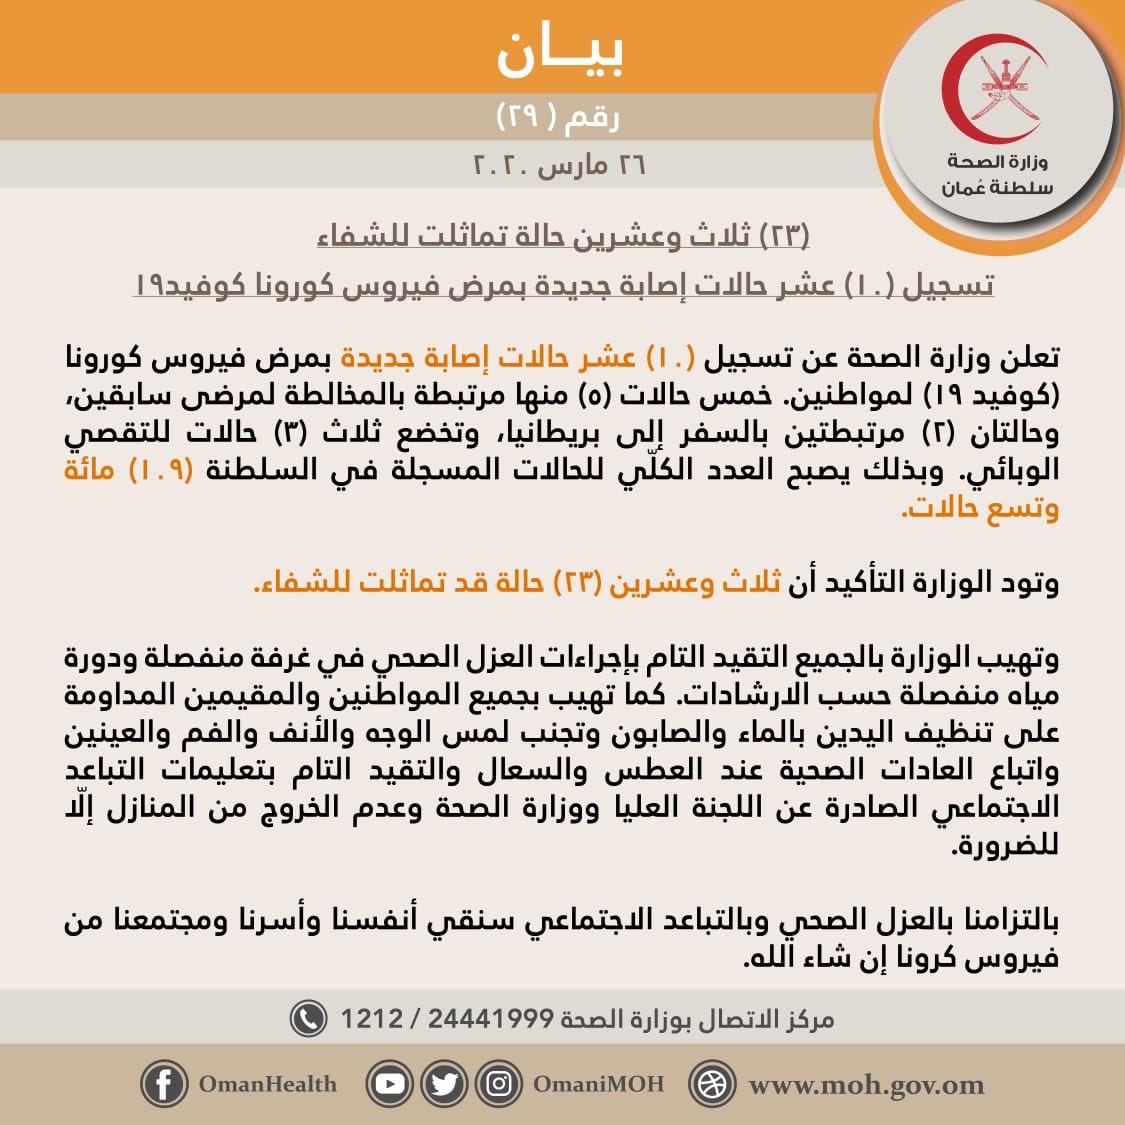 بيـــان
رقم ( ٢٩)
٢٦ مارس ٢٠٢٠
وزارة الصحة
سلطنة عُمان
(٢٣) ثلاث وعشرين حالة تماثلت للشفاء
تسجيل (١٠) عشر حالات إصابة جديدة بمرض فيروس كورونا كوفيد١٩
تعلن وزارة الصحة عن تسجيل (١٠) عشر حالات إصابة جديدة بمرض فيروس كورونا
(كوفيد ١٩) لمواطنين. خمس حالات (٥) منها مرتبطة بالمخالطة لمرضى سابقين،
وحالتان (٢) مرتبطتين بالسفر إلى بريطانيا، وتخضع ثلاث (٣) حالات للتقصي
الوبائي. وبذلك يصبح العدد الكلّي للحالات المسجلة في السلطنة (١٠٩) مائة
وتسع حالات.
وتود الوزارة التأكيد أن ثلاث وعشرين (٢٣) حالة قد تماثلت للشفاء.
وتهيب الوزارة بالجميع التقيد التام بإجراءات العزل الصحي في غرفة منفصلة ودورة
مياه منفصلة حسب الارشادات. كما تهيب بجميع المواطنين والمقيمين المداومة
على تنظيف اليدين بالماء والصابون وتجنب لمس الوجه والأنف والفم والعينين
واتباع العادات الصحية عند العطس والسعال والتقيد التام بتعليمات التباعد
الاجتماعي الصادرة عن اللجنة العليا ووزارة الصحة وعدم الخروج من المنازل إلّا
للضرورة.
بالتزامنا بالعزل الصحي وبالتباعد الاجتماعي سنقي أنفسنا وأسرنا ومجتمعنا من
فيروس كرونا إن شاء الله.
مركز الاتصال بوزارة الصحة 24441999 / 1212
OmanHealth OmaniMOH www.moh.gov.om